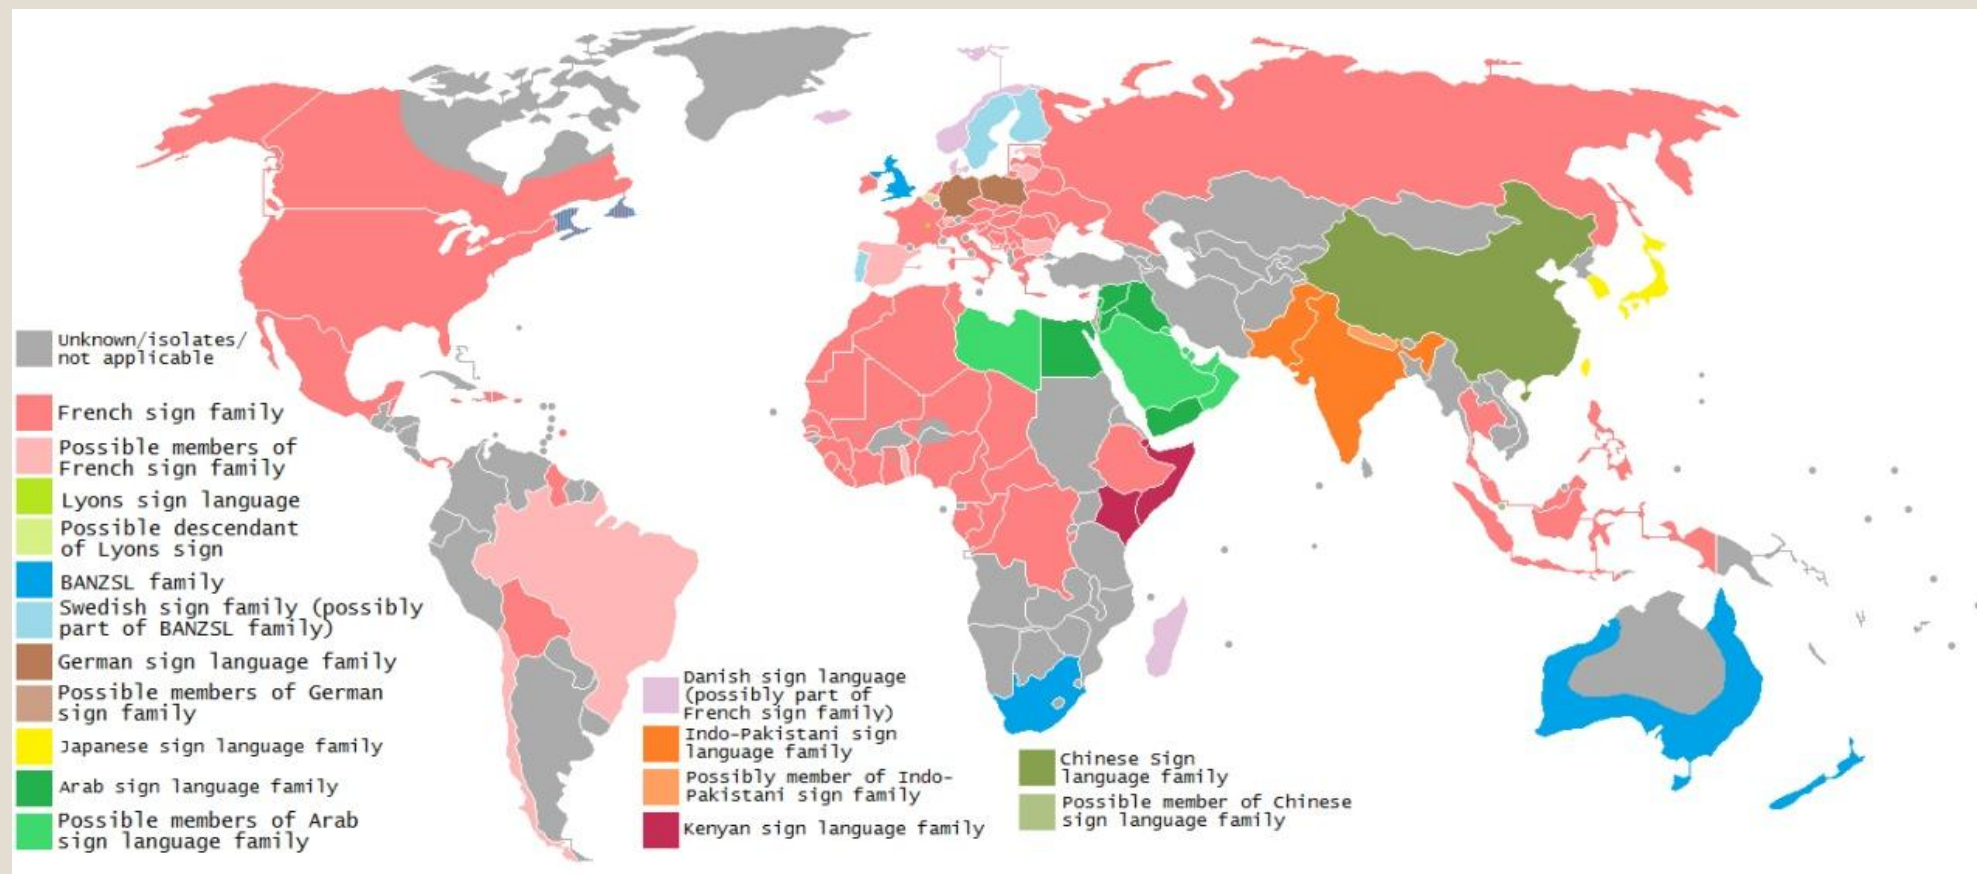 Unknown/isolates/
not applicable
French sign family
Possible members of
French sign family
Lyons sign language
Possible descendant
of Lyons sign
BANZSL family
Swedish sign family (possibly
part of BANZSL family)
German sign language family
Possible members of German
sign family
Japanese sign language family
Arab sign language family
Possible members of Arab
sign language family
Danish sign language
(possibly part of
French sign family)
Indo-Pakistani sign
language family
Possibly member of Indo-
Pakistani sign family
Kenyan sign language family
Chinese Sign
language family
Possible member of Chinese
sign language family